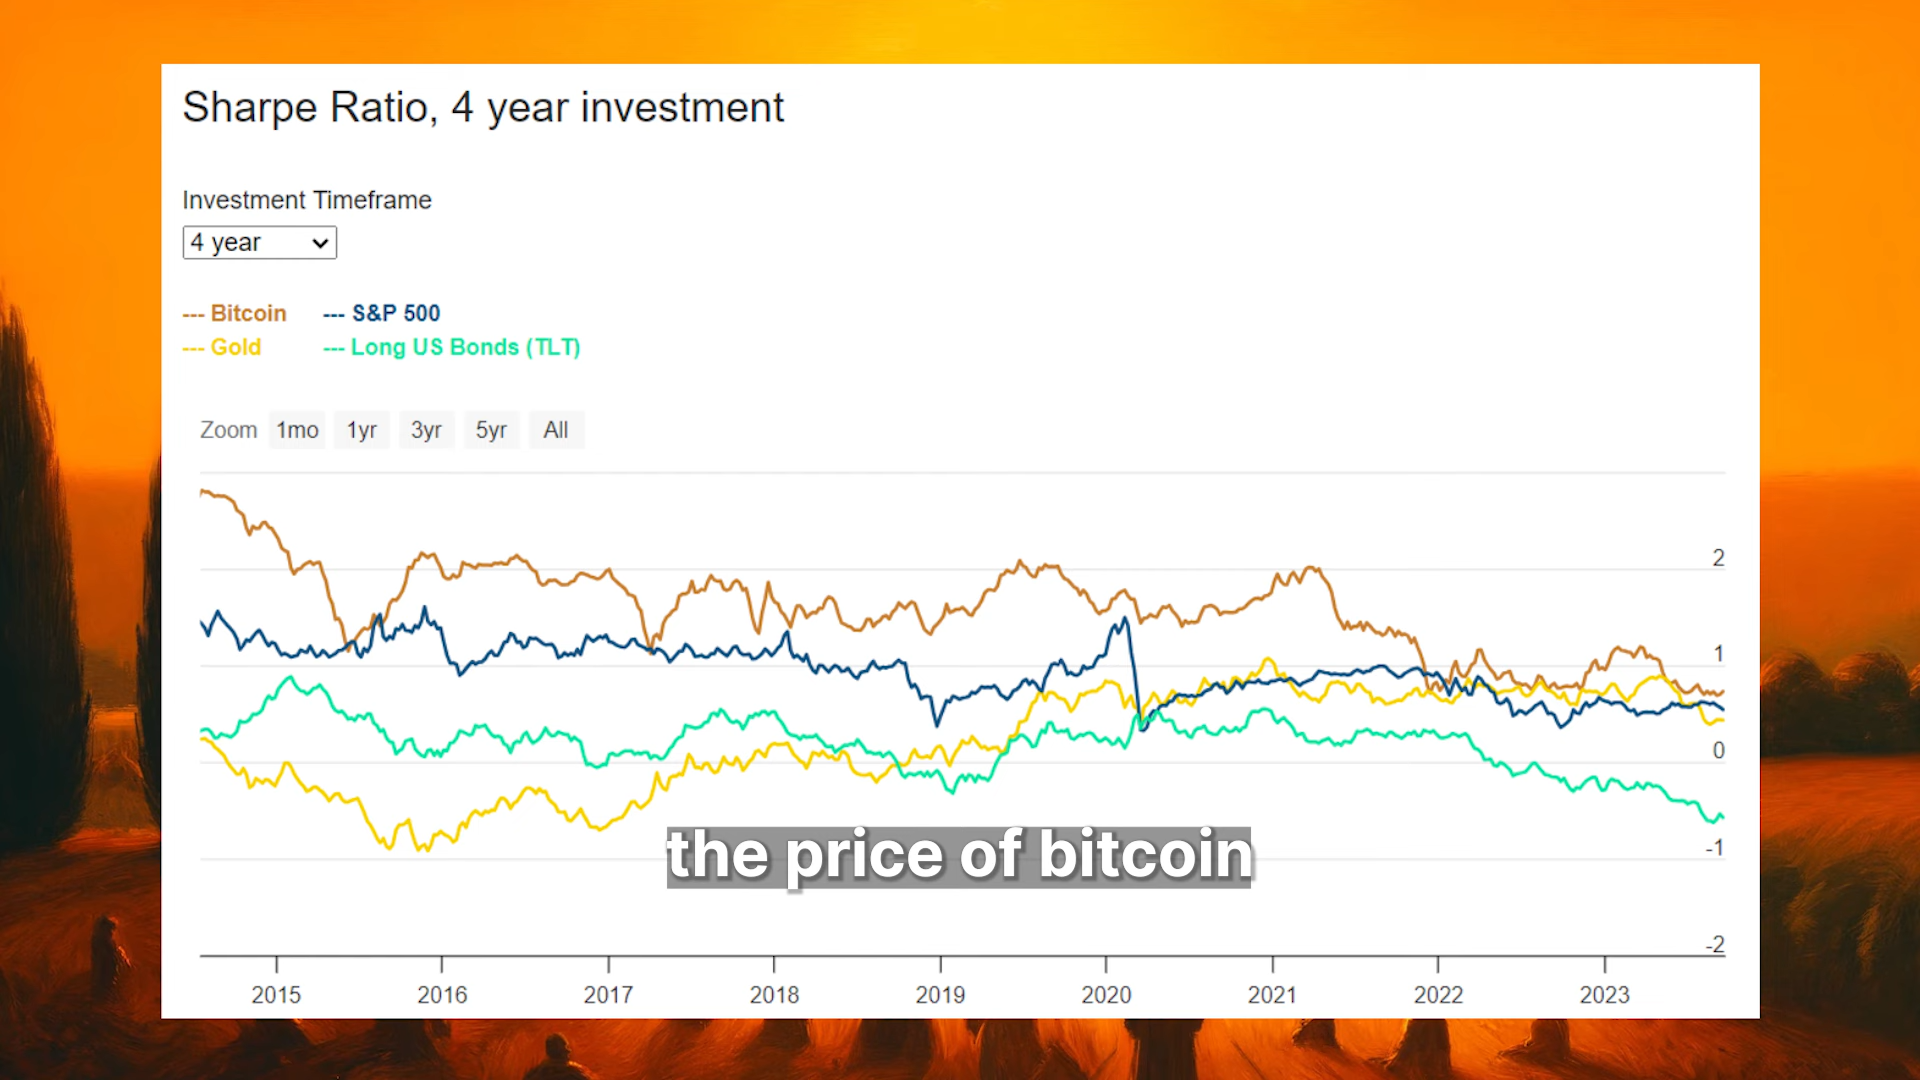 Sharpe Ratio, 4 year investment
Investment Timeframe
4 year
--- Bitcoin --- S&P 500
--- Gold --- Long US Bonds (TLT)
Zoom 1mo 1yr 3yr 5yr All
2
1
0
-1
the price of bitcoin
-2
2015 2016 2017 2018 2019 2020 2021 2022 2023